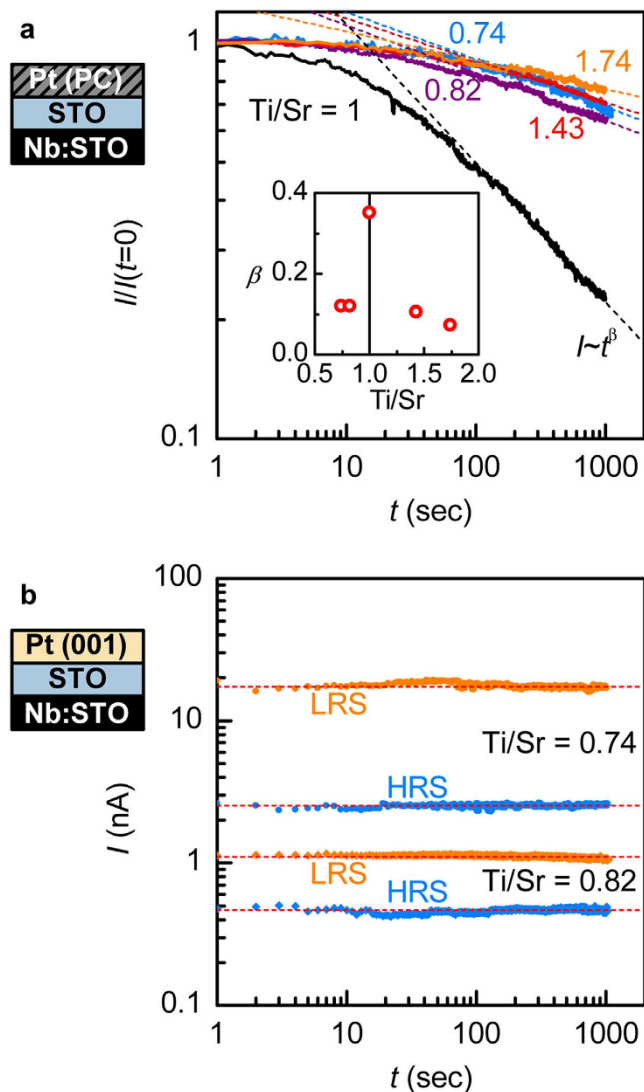 a
Pt (PC)
STO
Nb:STO
I/I(t=0)
1
0.1
0.74
1.74
0.82
1.43
Ti/Sr = 1
I~t^β
β
0.4
0.2
0.0
0.5 1.0 1.5 2.0
Ti/Sr
1 10 100 1000
t (sec)
b
Pt (001)
STO
Nb:STO
I (nA)
100
10
1
0.1
LRS
Ti/Sr = 0.74
HRS
LRS
Ti/Sr = 0.82
HRS
1 10 100 1000
t (sec)